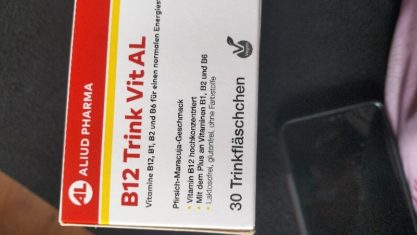 AL ALIUD PHARMA
B12 Trink Vit AL
Vitamine B12, B1, B2 und B6 für einen normalen
Pfirsich-Maracuja-Geschmack
• Vitamin B12 hochkonzentriert
• Mit dem Plus an Vitaminen B1, B2 und B6
• Laktosefrei, glutenfrei, ohne Farbstoffe
30 Trinkfläschchen